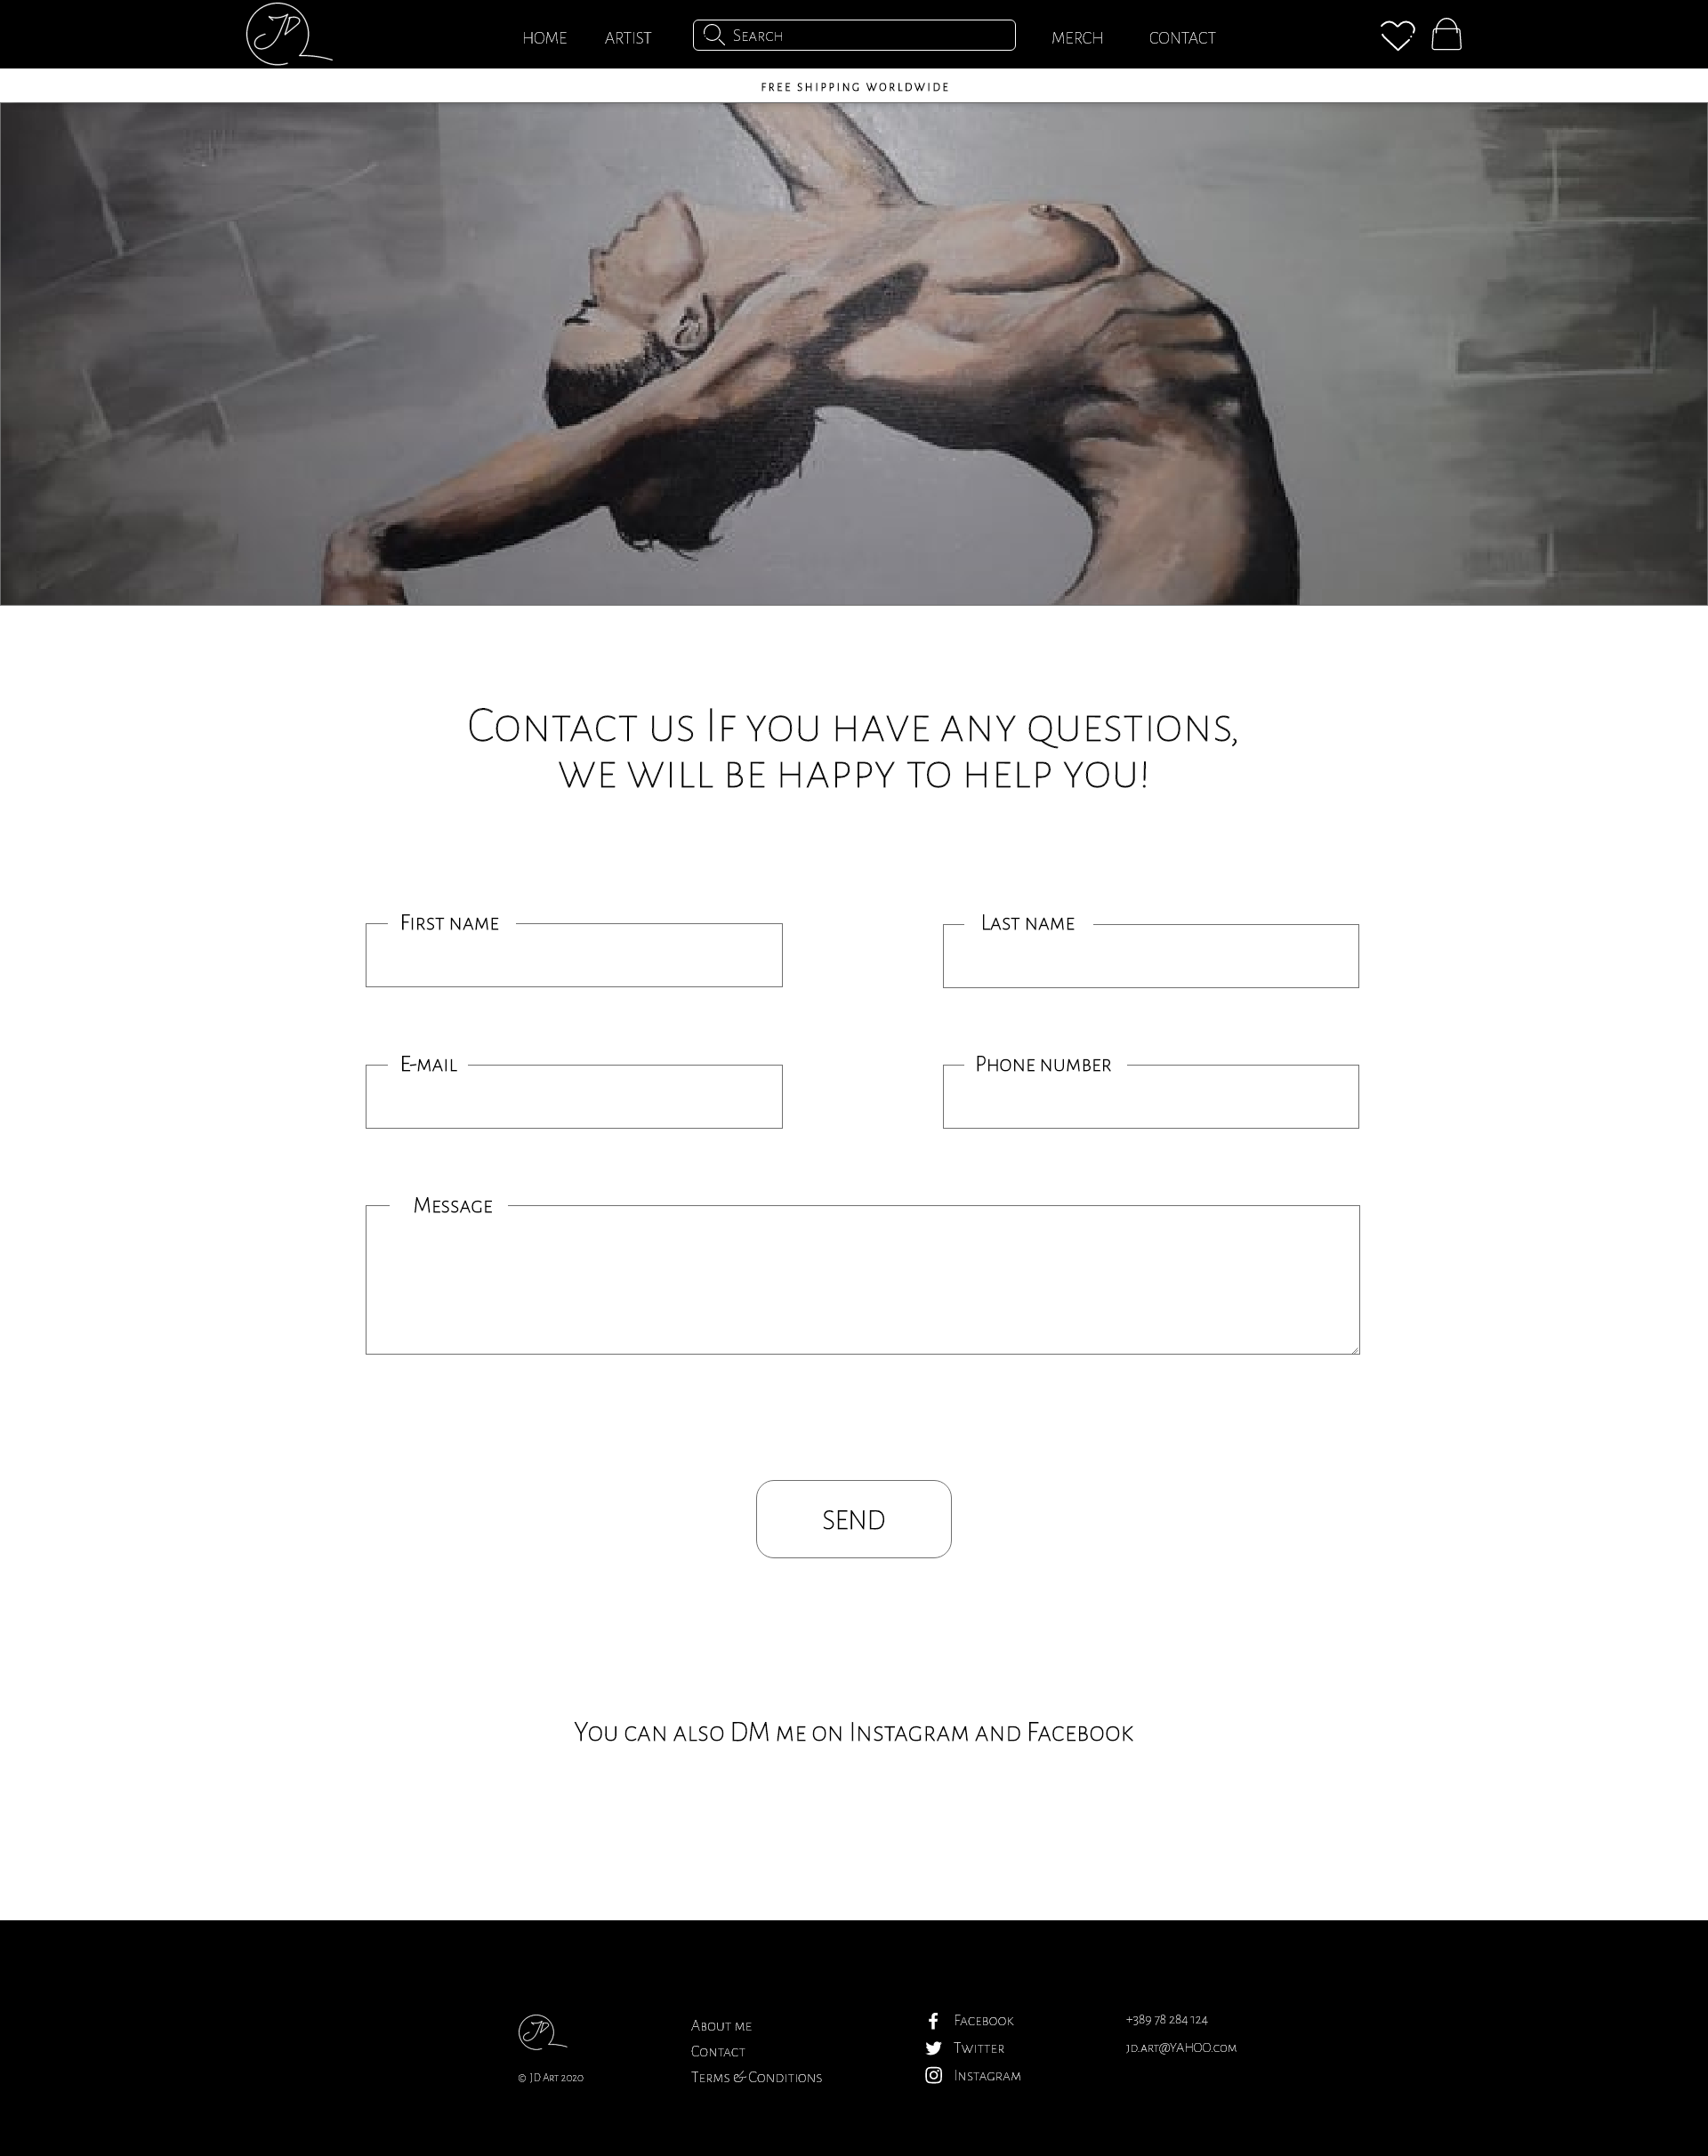 JD
HOME
ARTIST
Search
MERCH
CONTACT
FREE SHIPPING WORLDWIDE
Contact us If you have any questions,
we will be happy to help you!
First name
Last name
E-mail
Phone number
Message
SEND
You can also DM me on Instagram and Facebook
JD
© JD Art 2020
About me
Contact
Terms & Conditions
Facebook
Twitter
Instagram
+389 78 284 124
jd.art@YAHOO.com